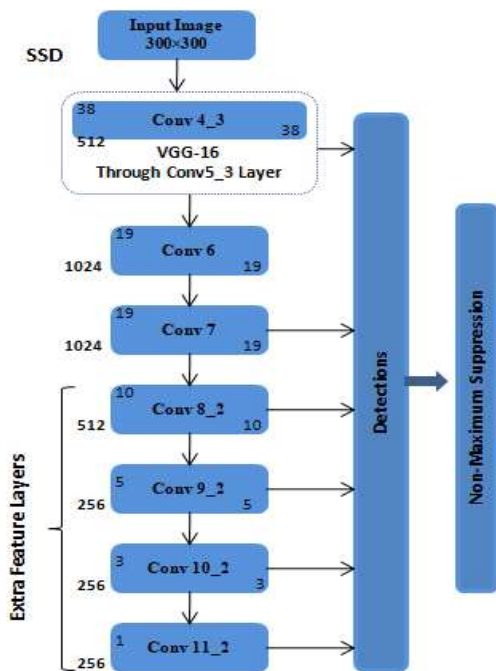 Input Image
300×300
SSD
38
Conv 4_3
38
512
VGG-16
Through Conv5_3 Layer
19
Conv 6
19
1024
19
Conv 7
19
1024
10
Conv 8_2
10
512
5
Conv 9_2
5
256
3
Conv 10_2
3
256
1
Conv 11_2
256
Extra Feature Layers
Detections
Non-Maximum Suppression